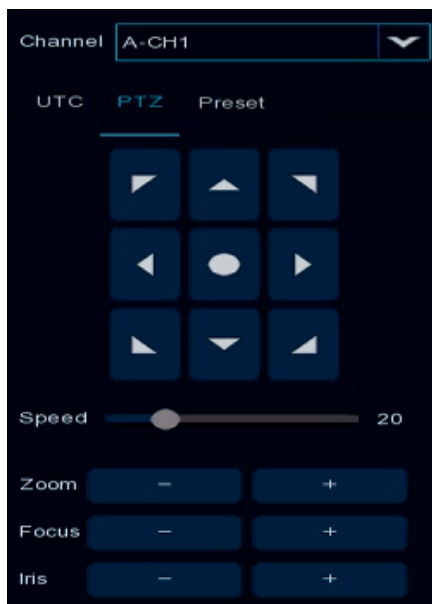 Channel A-CH1
UTC PTZ Preset
Speed 20
Zoom - +
Focus - +
Iris - +